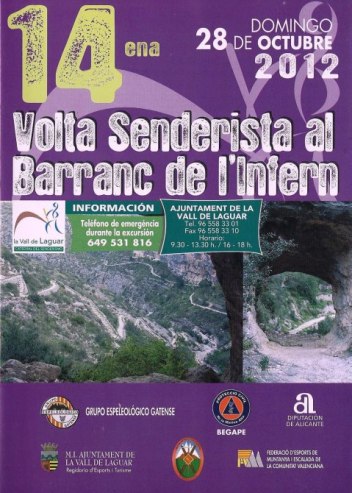 14
ena
DOMINGO
28 DE OCTUBRE
2012
Volta Senderista al
Barranc de l'Infern
INFORMACIÓN
Teléfono de emergència
durante la excursión
649 531 816
AJUNTAMENT DE LA
VALL DE LAGUAR
Tel. 96 558 33 01
Fax 96 558 33 10
Horario:
9.30 - 13.30 h. / 16 - 18 h.
la Vall de Laguar
GRUPO ESPELEOLÓGICO GATENSE
BEGAPE
DIPUTACIÓN
DE ALICANTE
M.I. AJUNTAMENT DE
LA VALL DE LAGUAR
Regidoria d'Esports i Turisme
FEDERACIÓ D'ESPORTS DE
MUNTANYA I ESCALADA DE
LA COMUNITAT VALENCIANA